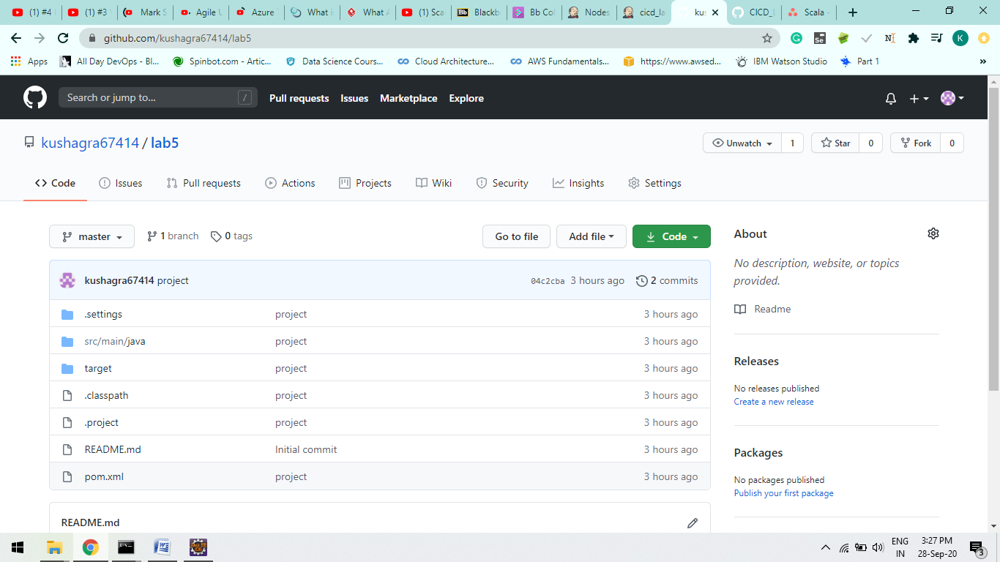 (1) #4 (1) #3 Mark S Agile U Azure What i What A (1) Sca Blackb Bb Col Nodes cicd_la kus CICD_L Scala -
github.com/kushagra67414/lab5
Apps All Day DevOps - Bl... Spinbot.com - Artic... Data Science Cours... Cloud Architecture... AWS Fundamentals... https://www.awsed... IBM Watson Studio Part 1 »
Search or jump to... / Pull requests Issues Marketplace Explore
kushagra67414 / lab5 Unwatch 1 Star 0 Fork 0
Code Issues Pull requests Actions Projects Wiki Security Insights Settings
master 1 branch 0 tags Go to file Add file Code
About
No description, website, or topics
provided.
Readme
kushagra67414 project 04c2cba 3 hours ago 2 commits
.settings project 3 hours ago
src/main/java project 3 hours ago
target project 3 hours ago
.classpath project 3 hours ago
.project project 3 hours ago
README.md Initial commit 3 hours ago
pom.xml project 3 hours ago
Releases
No releases published
Create a new release
Packages
No packages published
Publish your first package
README.md
ENG
IN
3:27 PM
28-Sep-20
3